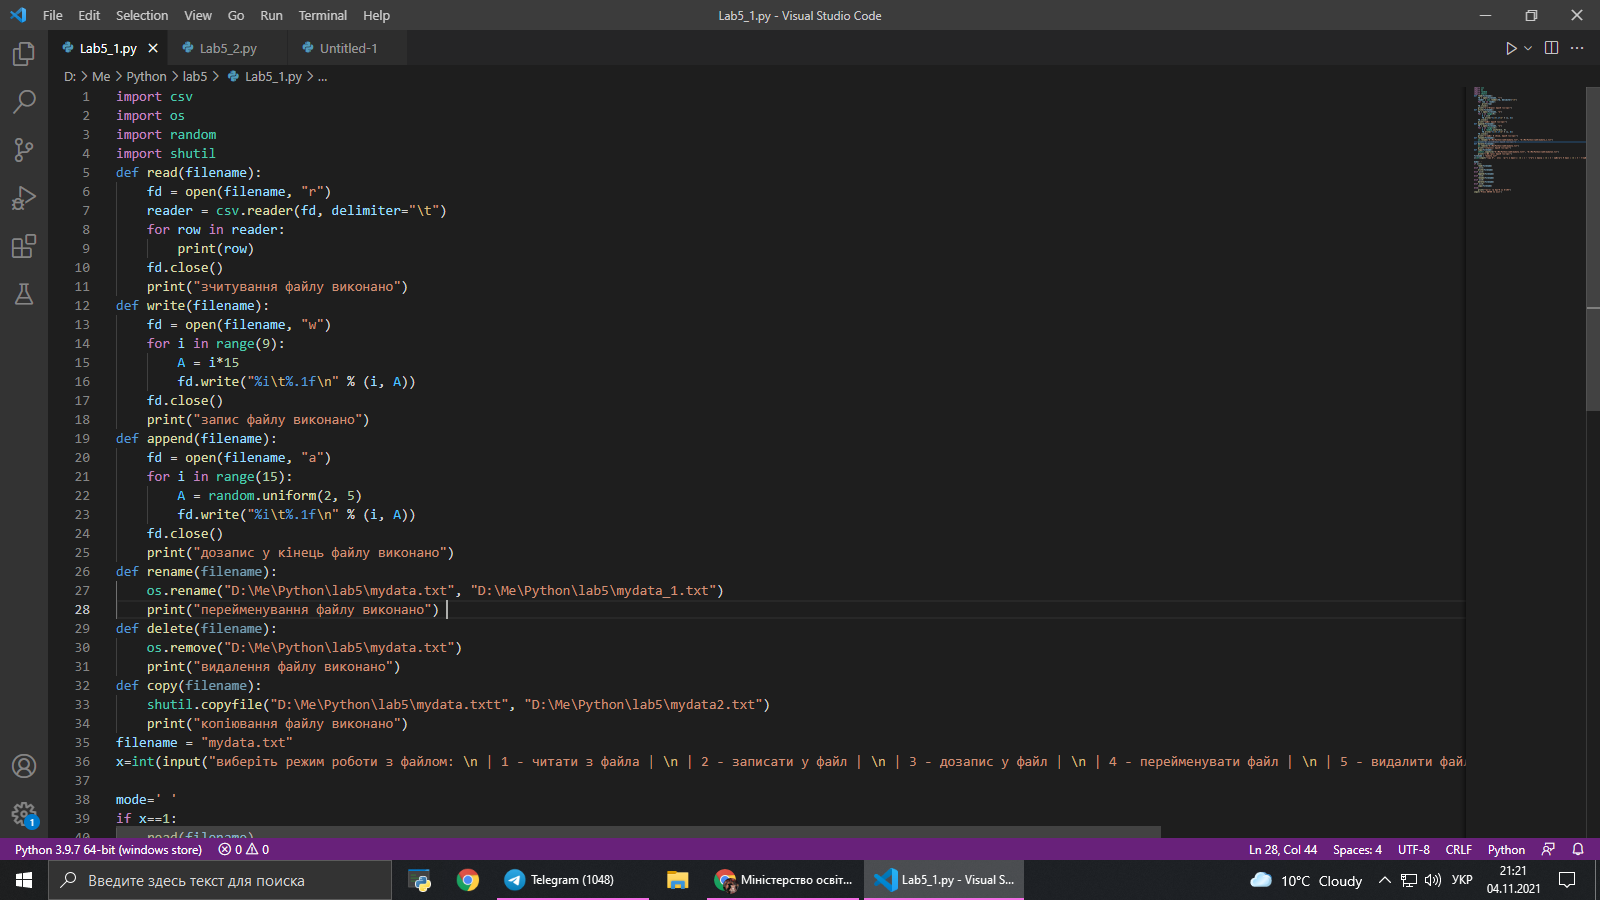 File Edit Selection View Go Run Terminal Help
Lab5_1.py - Visual Studio Code
Lab5_1.py Lab5_2.py Untitled-1
D: > Me > Python > lab5 > Lab5_1.py > ...
1 import csv
2 import os
3 import random
4 import shutil
5 def read(filename):
6 fd = open(filename, "r")
7 reader = csv.reader(fd, delimiter="\t")
8 for row in reader:
9 print(row)
10 fd.close()
11 print("зчитування файлу виконано")
12 def write(filename):
13 fd = open(filename, "w")
14 for i in range(9):
15 A = i*15
16 fd.write("%i\t%.1f\n" % (i, A))
17 fd.close()
18 print("запис файлу виконано")
19 def append(filename):
20 fd = open(filename, "a")
21 for i in range(15):
22 A = random.uniform(2, 5)
23 fd.write("%i\t%.1f\n" % (i, A))
24 fd.close()
25 print("дозапис у кінець файлу виконано")
26 def rename(filename):
27 os.rename("D:\Me\Python\lab5\mydata.txt", "D:\Me\Python\lab5\mydata_1.txt")
28 print("перейменування файлу виконано")
29 def delete(filename):
30 os.remove("D:\Me\Python\lab5\mydata.txt")
31 print("видалення файлу виконано")
32 def copy(filename):
33 shutil.copyfile("D:\Me\Python\lab5\mydata.txtt", "D:\Me\Python\lab5\mydata2.txt")
34 print("копіювання файлу виконано")
35 filename = "mydata.txt"
36 x=int(input("виберіть режим роботи з файлом: \n | 1 - читати з файла | \n | 2 - записати у файл | \n | 3 - дозапис у файл | \n | 4 - перейменувати файл | \n | 5 - видалити фай
37
38 mode=' '
39 if x==1:
40 read(filename)
1
Python 3.9.7 64-bit (windows store) 0 0
Ln 28, Col 44 Spaces: 4 UTF-8 CRLF Python
Введите здесь текст для поиска
Telegram (1048)
Міністерство освіт...
Lab5_1.py - Visual S...
10°C Cloudy
УКР
21:21
04.11.2021